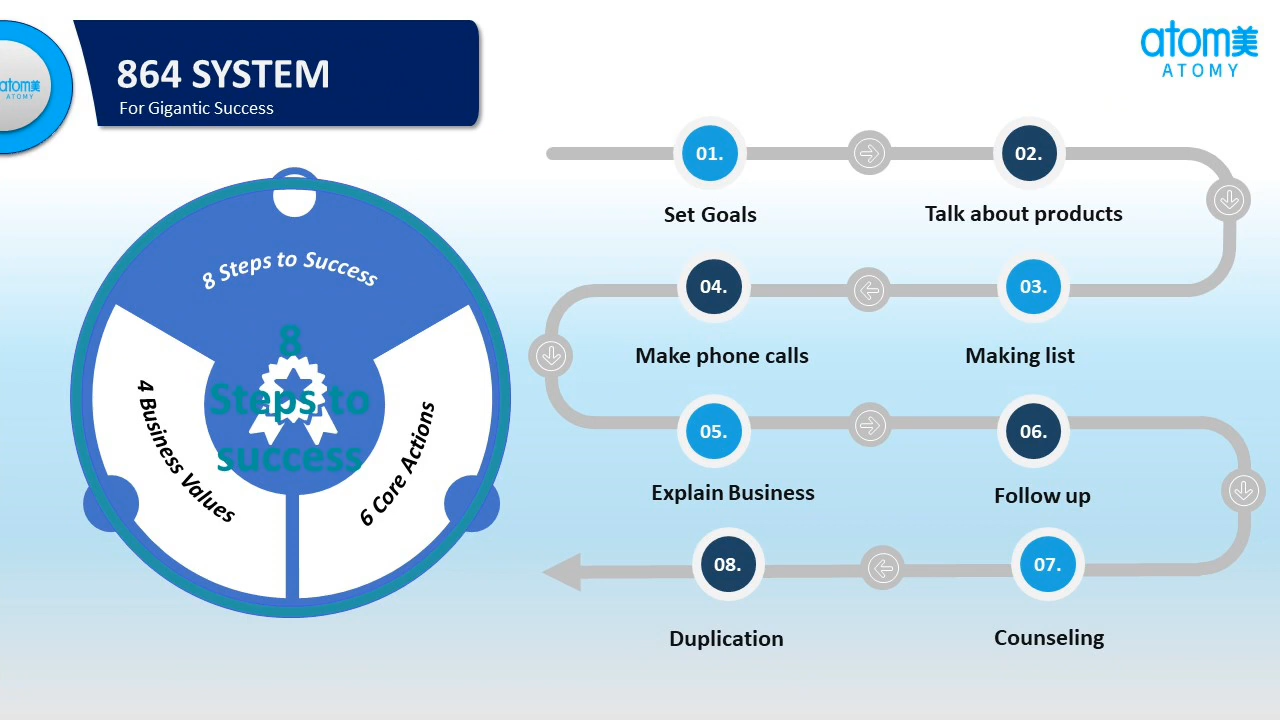 864 SYSTEM
For Gigantic Success
atom美
ATOMY
atom美
ATOMY
8 Steps to Success
4 Business Values
6 Core Actions
8
Steps to
success
01.
Set Goals
02.
Talk about products
03.
Making list
04.
Make phone calls
05.
Explain Business
06.
Follow up
07.
Counseling
08.
Duplication